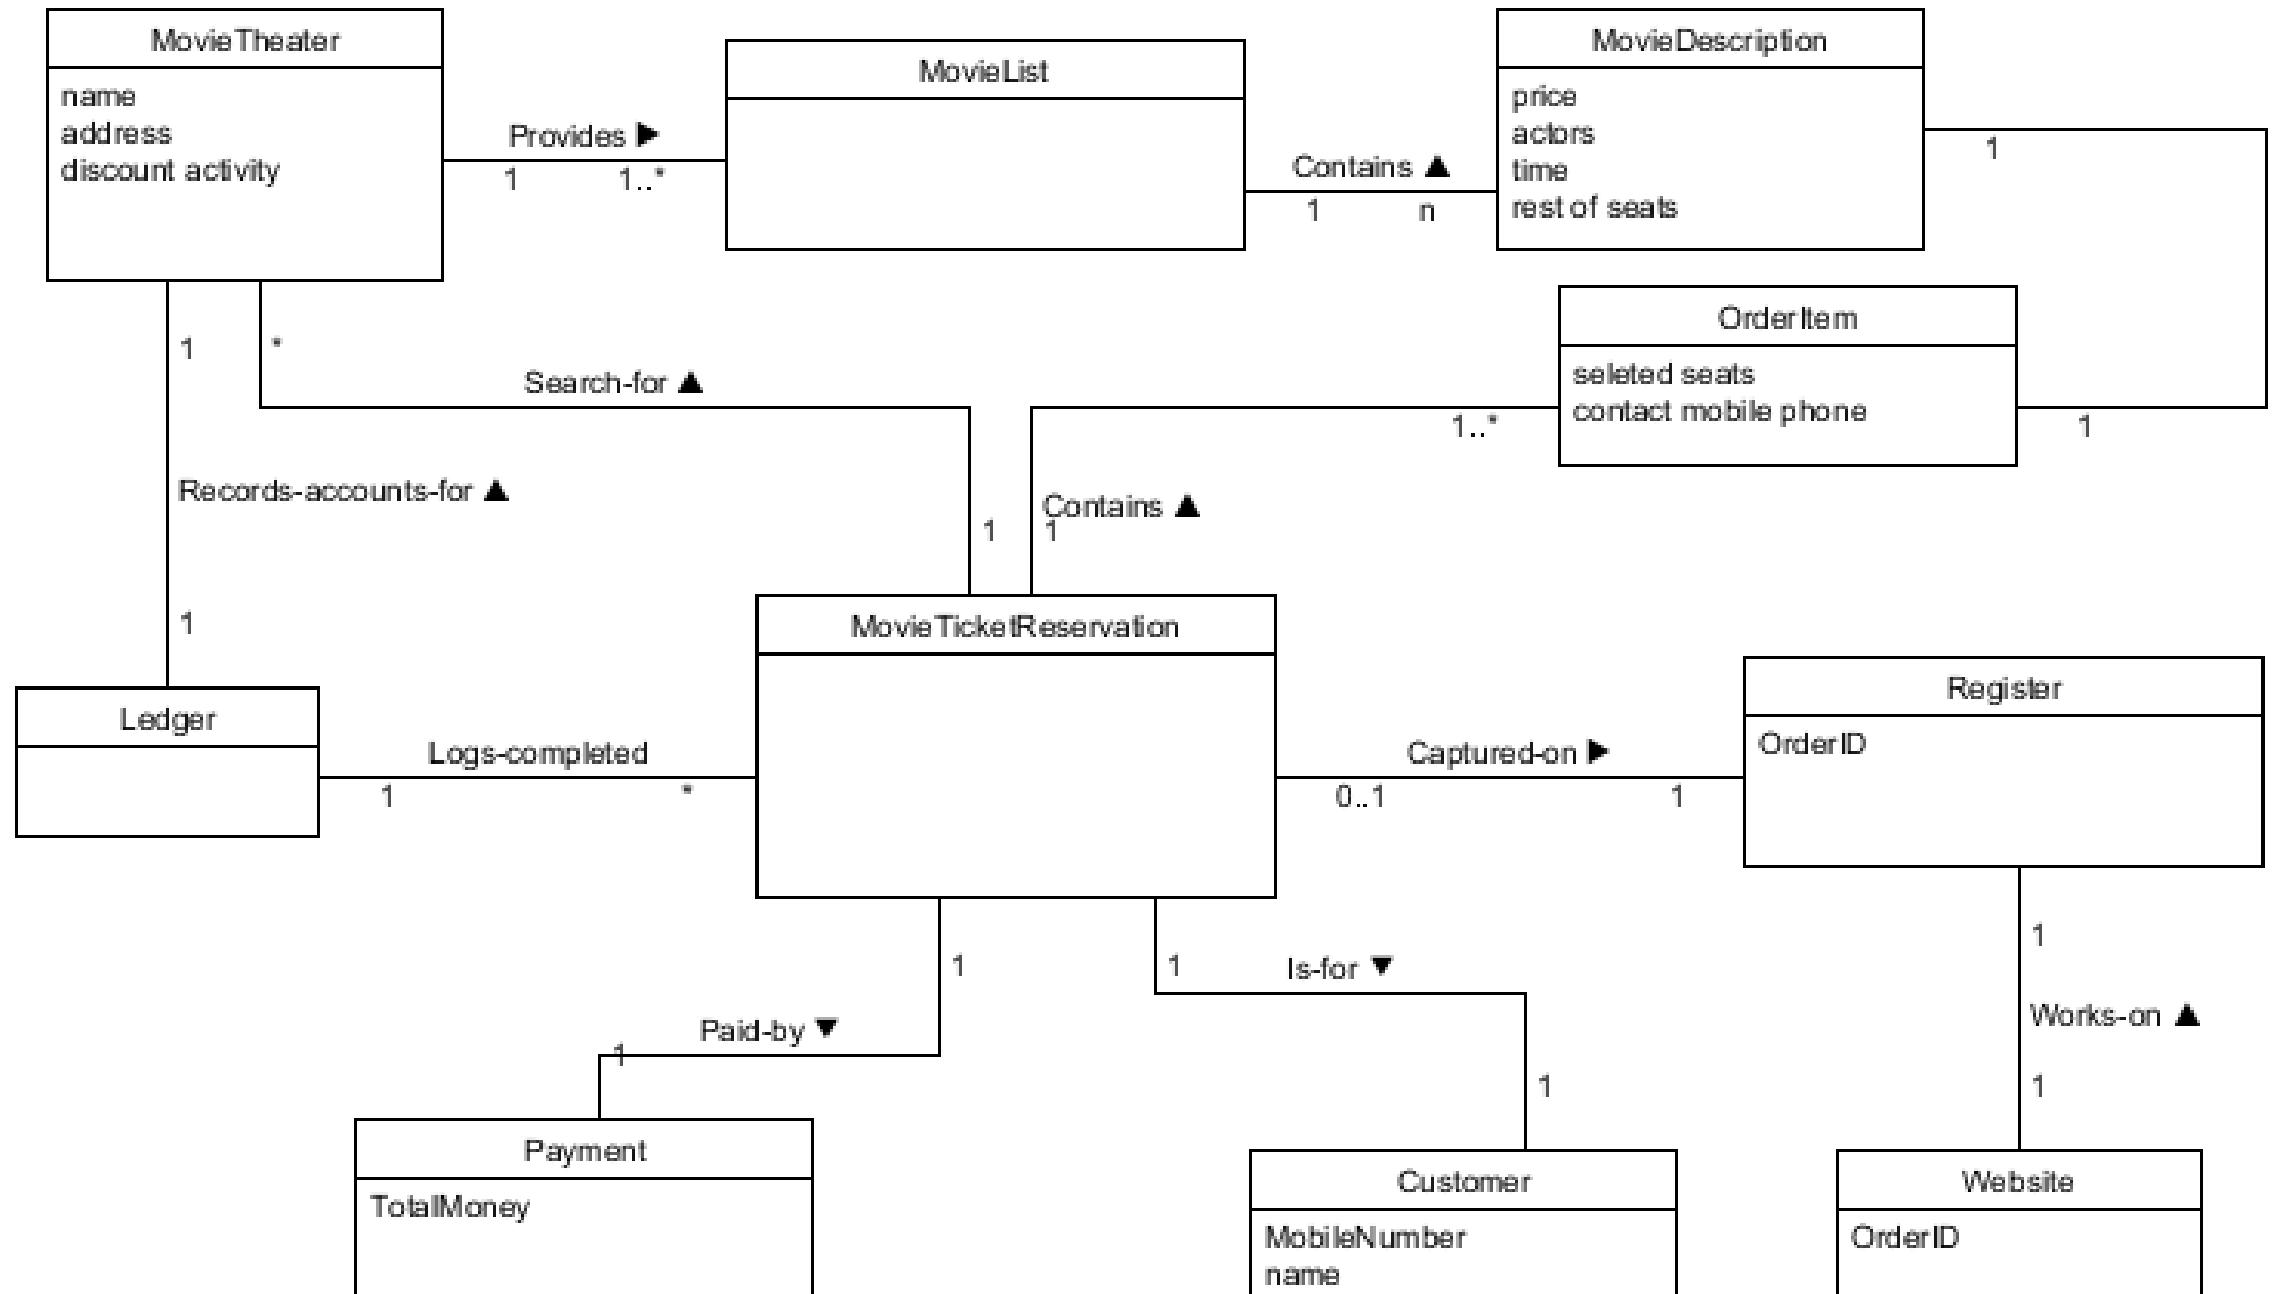 MovieTheater
name
address
discount activity
Provides ▶
1
1..*
MovieList
Contains ▲
1
n
MovieDescription
price
actors
time
rest of seats
1
OrderItem
seleted seats
contact mobile phone
1
1..*
1
*
Search-for ▲
Records-accounts-for ▲
Contains ▲
1
1
1
MovieTicketReservation
Ledger
Logs-completed
1
*
Captured-on ▶
0..1
1
Register
OrderID
1
1
Is-for ▼
1
Works-on ▲
Paid-by ▼
1
1
1
Payment
TotalMoney
Customer
MobileNumber
name
Website
OrderID